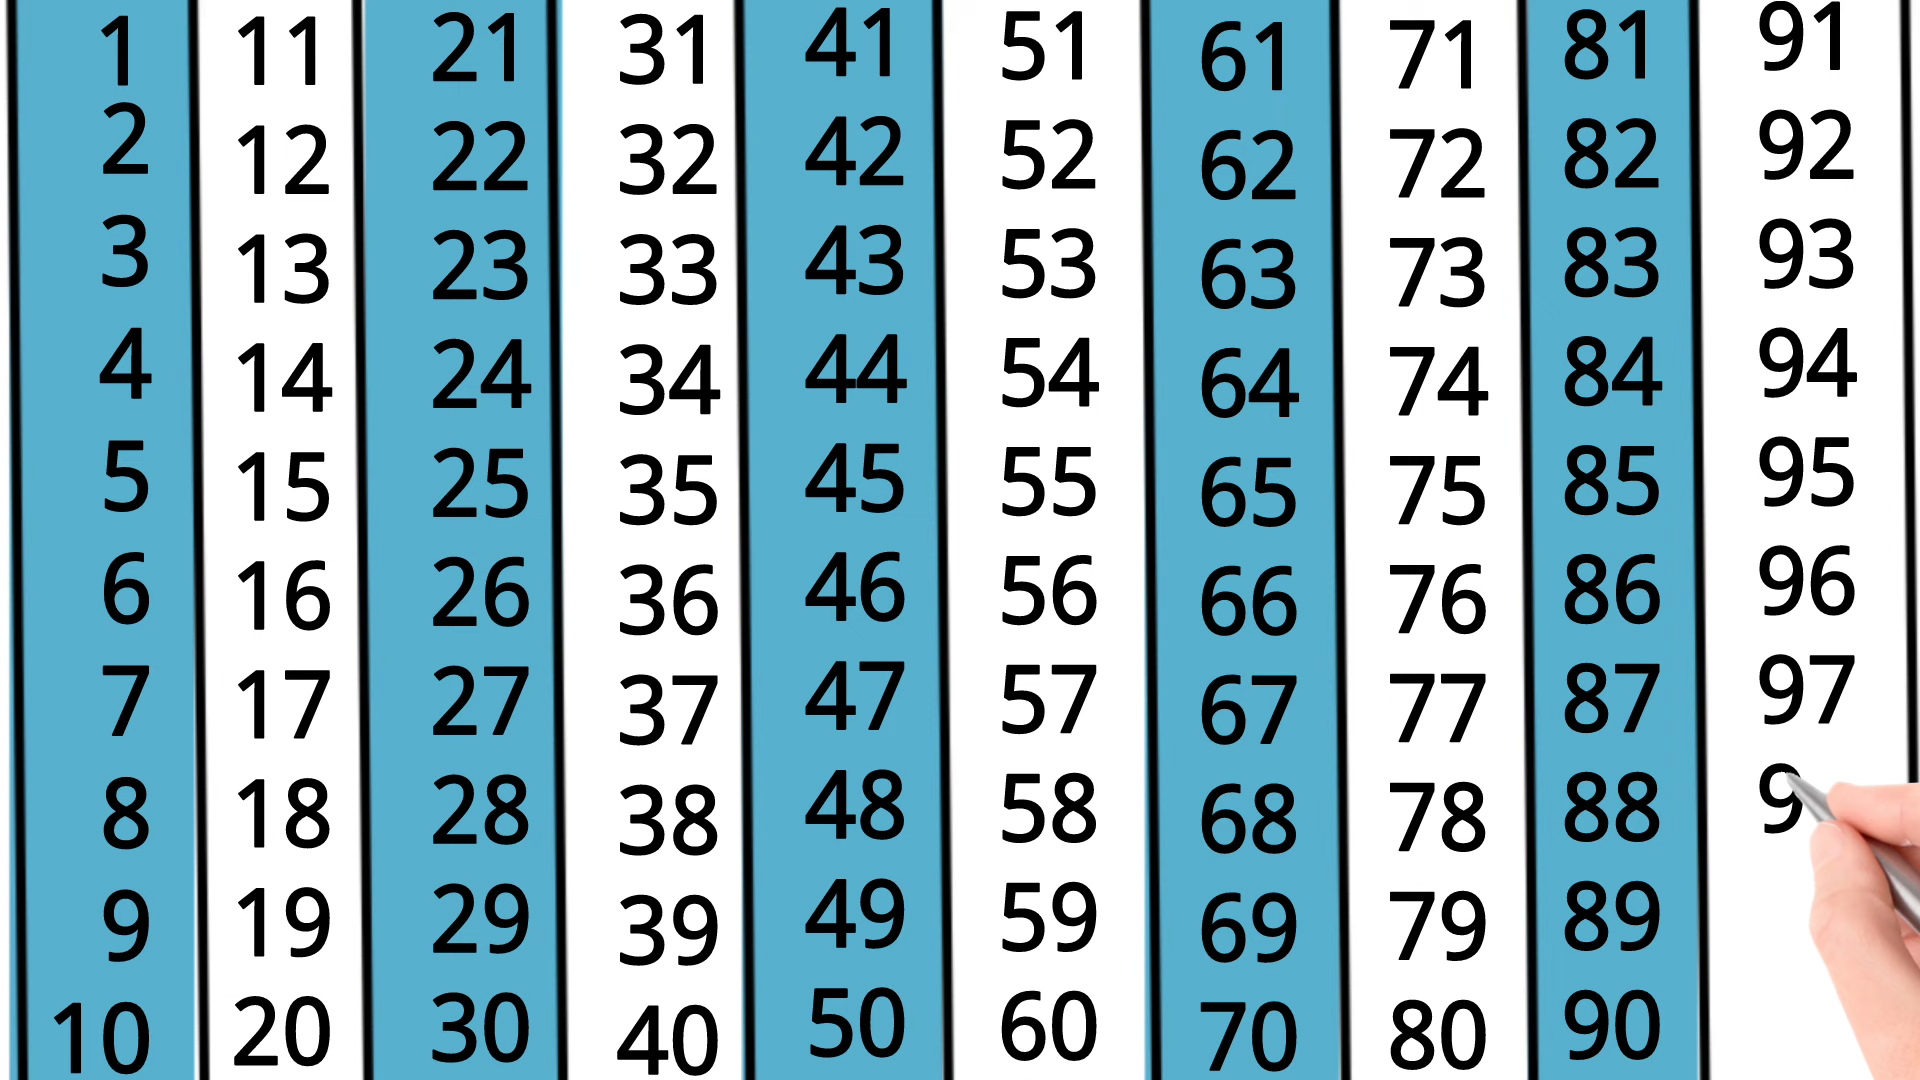 1 11 21 31 41 51 61 71 81 91
2 12 22 32 42 52 62 72 82 92
3 13 23 33 43 53 63 73 83 93
4 14 24 34 44 54 64 74 84 94
5 15 25 35 45 55 65 75 85 95
6 16 26 36 46 56 66 76 86 96
7 17 27 37 47 57 67 77 87 97
8 18 28 38 48 58 68 78 88 9
9 19 29 39 49 59 69 79 89
10 20 30 40 50 60 70 80 90